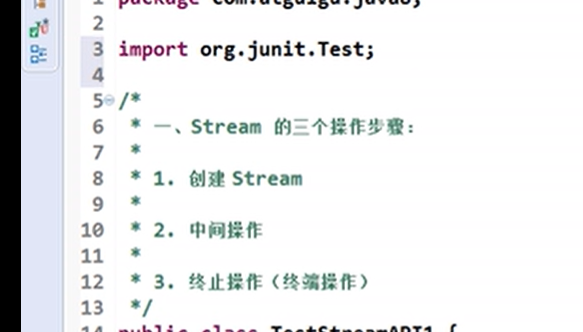 1 package com.atguigu.java8;
2
3 import org.junit.Test;
4
5 /*
6 * 一、Stream 的三个操作步骤：
7 *
8 * 1. 创建 Stream
9 *
10 * 2. 中间操作
11 *
12 * 3. 终止操作（终端操作）
13 */
14 public class TestStreamAPI1 {